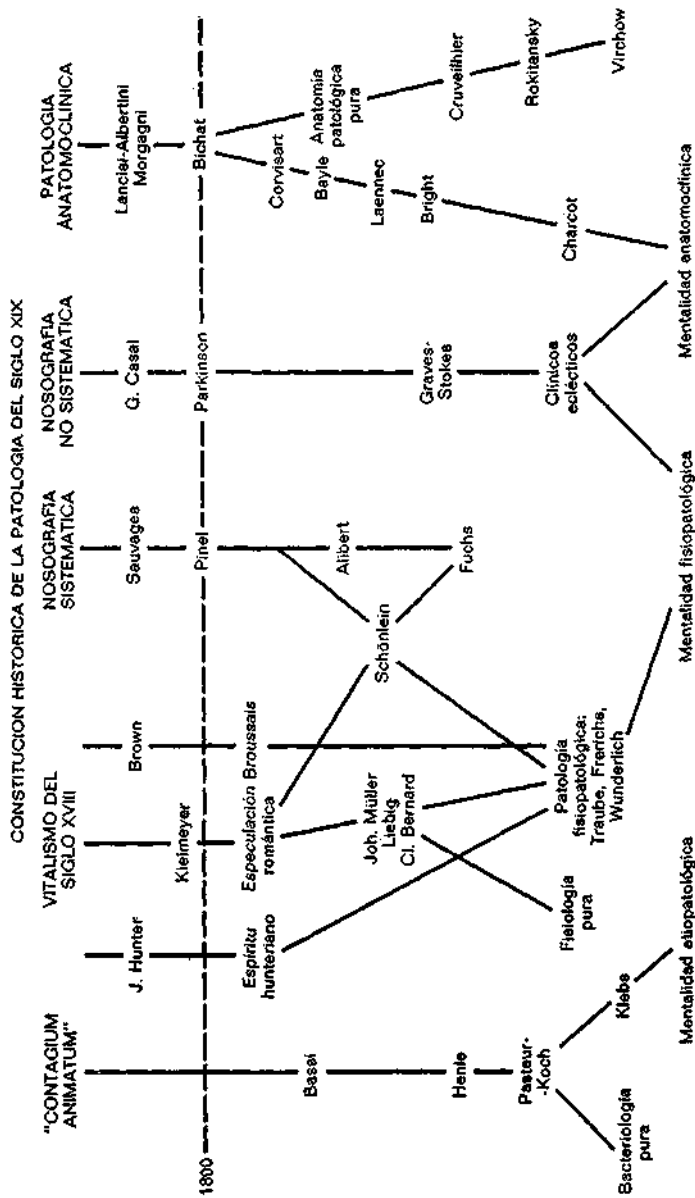 CONSTITUCION HISTORICA DE LA PATOLOGIA DEL SIGLO XIX
"CONTAGIUM
ANIMATUM"
VITALISMO DEL
SIGLO XVIII
NOSOGRAFIA
SISTEMATICA
NOSOGRAFIA
NO SISTEMATICA
PATOLOGIA
ANATOMOCLINICA
J. Hunter
Kielmeyer
Brown
Sauvages
G. Casal
Lancisi-Albertini
Morgagni
1800
Pinel
Parkinson
Bichat
Espíritu
hunteriano
Especulación
romántica
Broussais
Corvisart
Bassi
Alibert
Bayle
Anatomía
patológica
pura
Joh. Müller
Liebig
Cl. Bernard
Schönlein
Laennec
Henle
Fuchs
Graves-
Stokes
Bright
Cruveilhier
Pasteur-
-Koch
Fisiología
pura
Patología
fisiopatológica:
Traube, Frerichs,
Wunderlich
Clínicos
eclécticos
Charcot
Rokitansky
Bacteriología
pura
Klebs
Virchow
Mentalidad etiopatológica
Mentalidad fisiopatológica
Mentalidad anatomoclínica